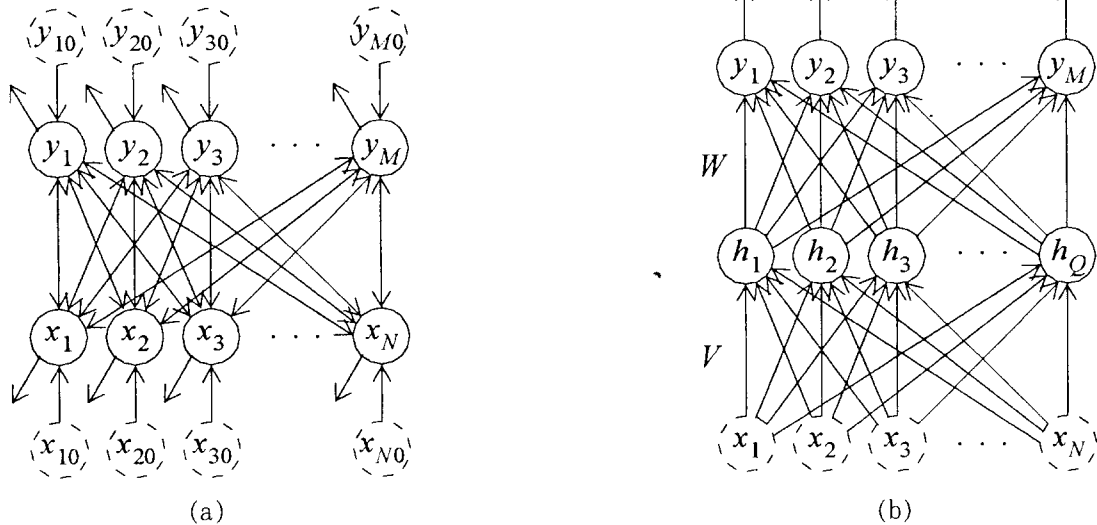 y10 y20 y30 yM0
y1 y2 y3 · · · yM
x1 x2 x3 · · · xN
x10 x20 x30 xN0
(a)
y1 y2 y3 · · · yM
W
h1 h2 h3 · · · hQ
V
x1 x2 x3 · · · xN
(b)